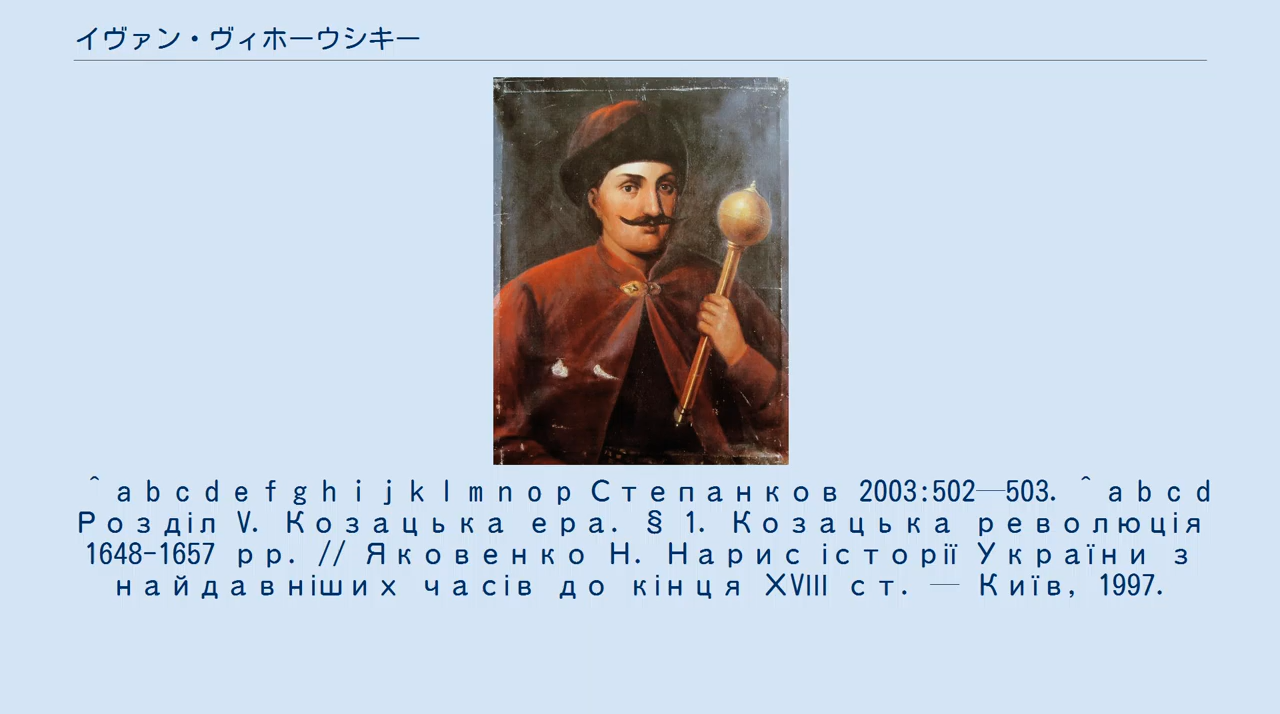 イヴァン・ヴィホーウシキー
^ a b c d e f g h i j k l m n o p Степанков 2003:502—503. ^ a b c d
Розділ V. Козацька ера. § 1. Козацька революція
1648-1657 рр. // Яковенко Н. Нарис історії України з
найдавніших часів до кінця XVIII ст. — Київ, 1997.